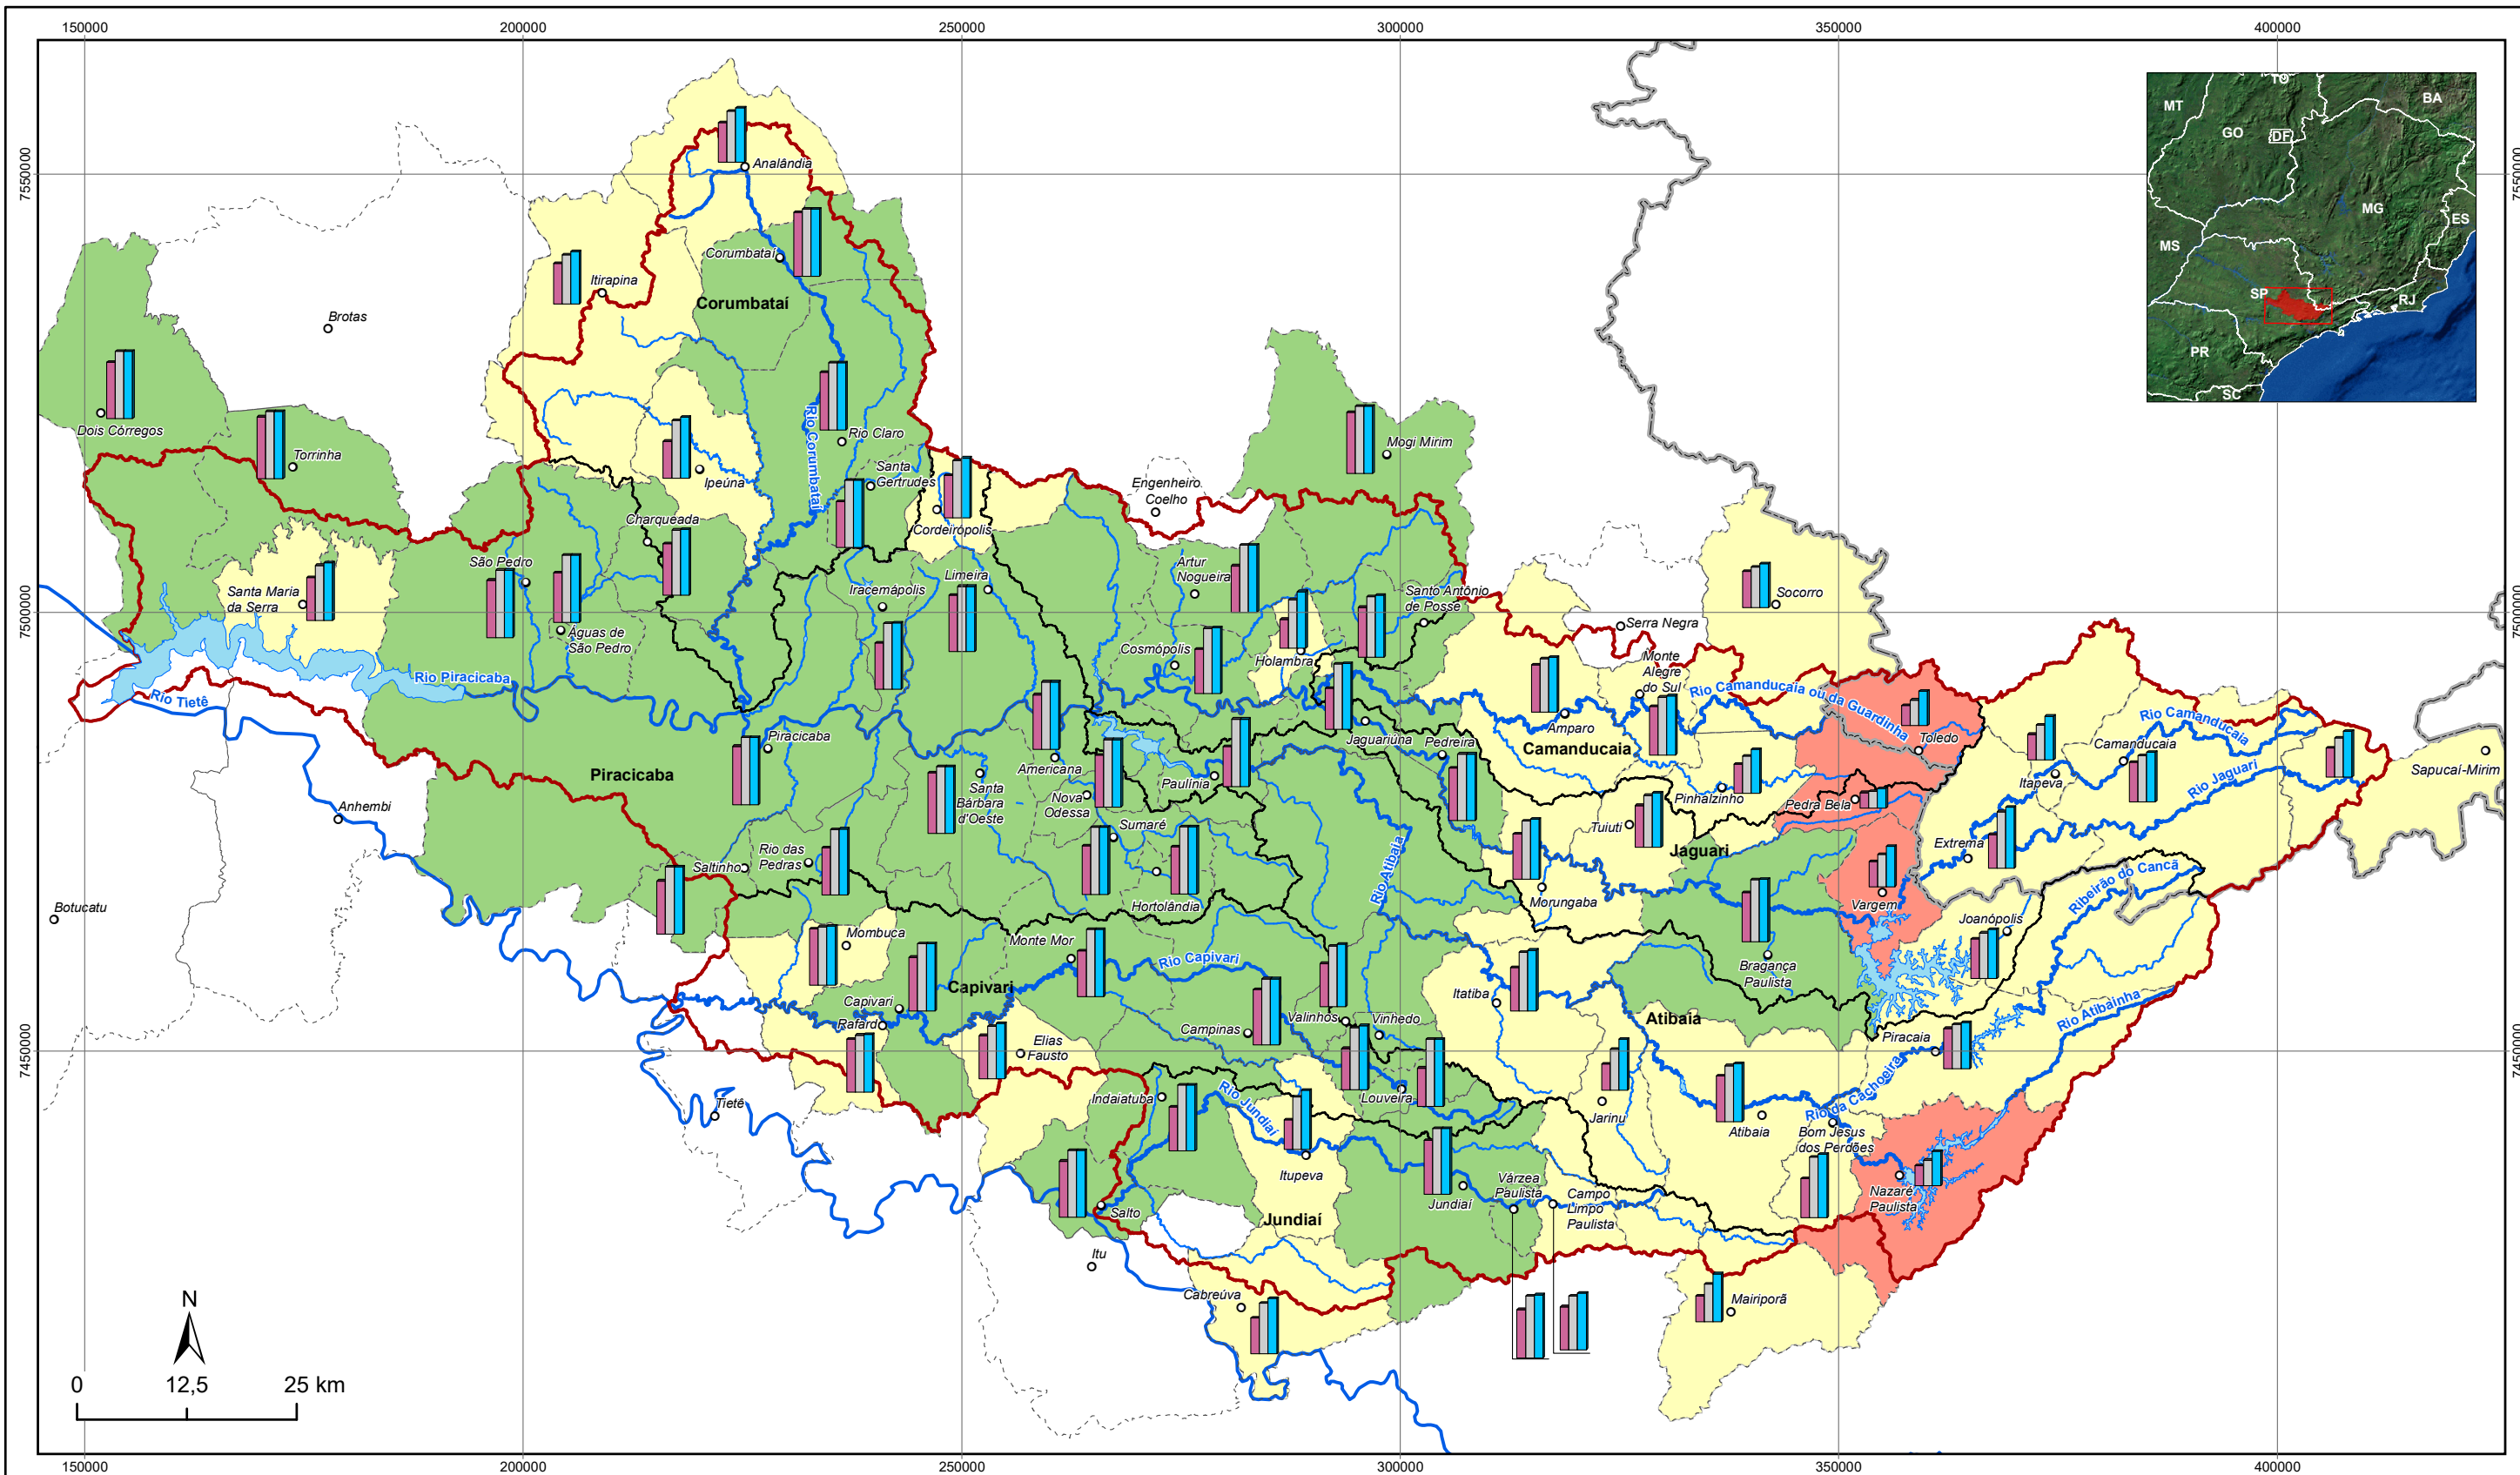 150000
200000
250000
300000
350000
400000
7550000
7550000
7500000
7500000
7450000
7450000
TO
MT
BA
GO
DF
MG
ES
MS
SP
RJ
PR
SC
Analândia
Corumbataí
Itirapina
Corumbataí
Brotas
Dois Córregos
Torrinha
Rio Claro
Rio Corumbataí
Ipeúna
Santa
Gertrudes
Mogi Mirim
Engenheiro
Coelho
Charqueada
Cordeirópolis
São Pedro
Santa Maria
da Serra
Águas de
São Pedro
Iracemápolis
Limeira
Artur
Nogueira
Santo Antônio
de Posse
Socorro
Serra Negra
Cosmópolis
Holambra
Monte
Alegre
do Sul
Rio Piracicaba
Rio Tietê
Rio Camanducaia ou da Guardinha
Rio Camanducaia
Piracicaba
Piracicaba
Americana
Jaguariúna
Pedreira
Amparo
Camanducaia
Toledo
Camanducaia
Itapeva
Rio Jaguari
Sapucaí-Mirim
Paulínia
Santa
Bárbara
d'Oeste
Nova
Odessa
Pinhalzinho
Pedra Bela
Anhembi
Sumaré
Tuiuti
Jaguari
Extrema
Rio das
Pedras
Saltinho
Hortolândia
Rio Atibaia
Morungaba
Vargem
Ribeirão do Cancã
Joanópolis
Botucatu
Mombuca
Monte Mor
Rio Capivari
Bragança
Paulista
Capivari
Capivari
Itatiba
Rafard
Campinas
Valinhos
Vinhedo
Atibaia
Piracaia
Rio Atibainha
Elias
Fausto
Tietê
Indaiatuba
Rio Jundiaí
Louveira
Jarinu
Atibaia
Rio da Cachoeira
Bom Jesus
dos Perdões
Itupeva
Jundiaí
Várzea
Paulista
Campo
Limpo
Paulista
Nazaré
Paulista
Salto
Jundiaí
Itu
Cabreúva
Mairiporã
N
0
12,5
25 km
150000
200000
250000
300000
350000
400000